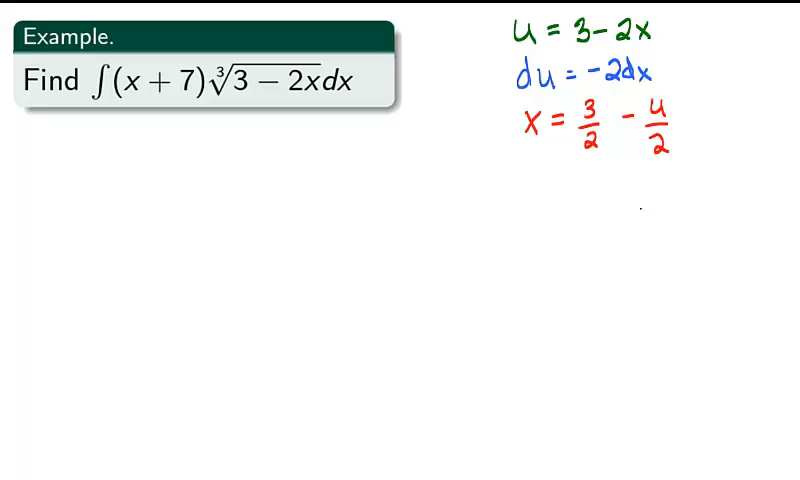 Example.
Find ∫(x + 7)∛(3 − 2x)dx
u = 3 - 2x
du = -2dx
x = 3/2 - u/2